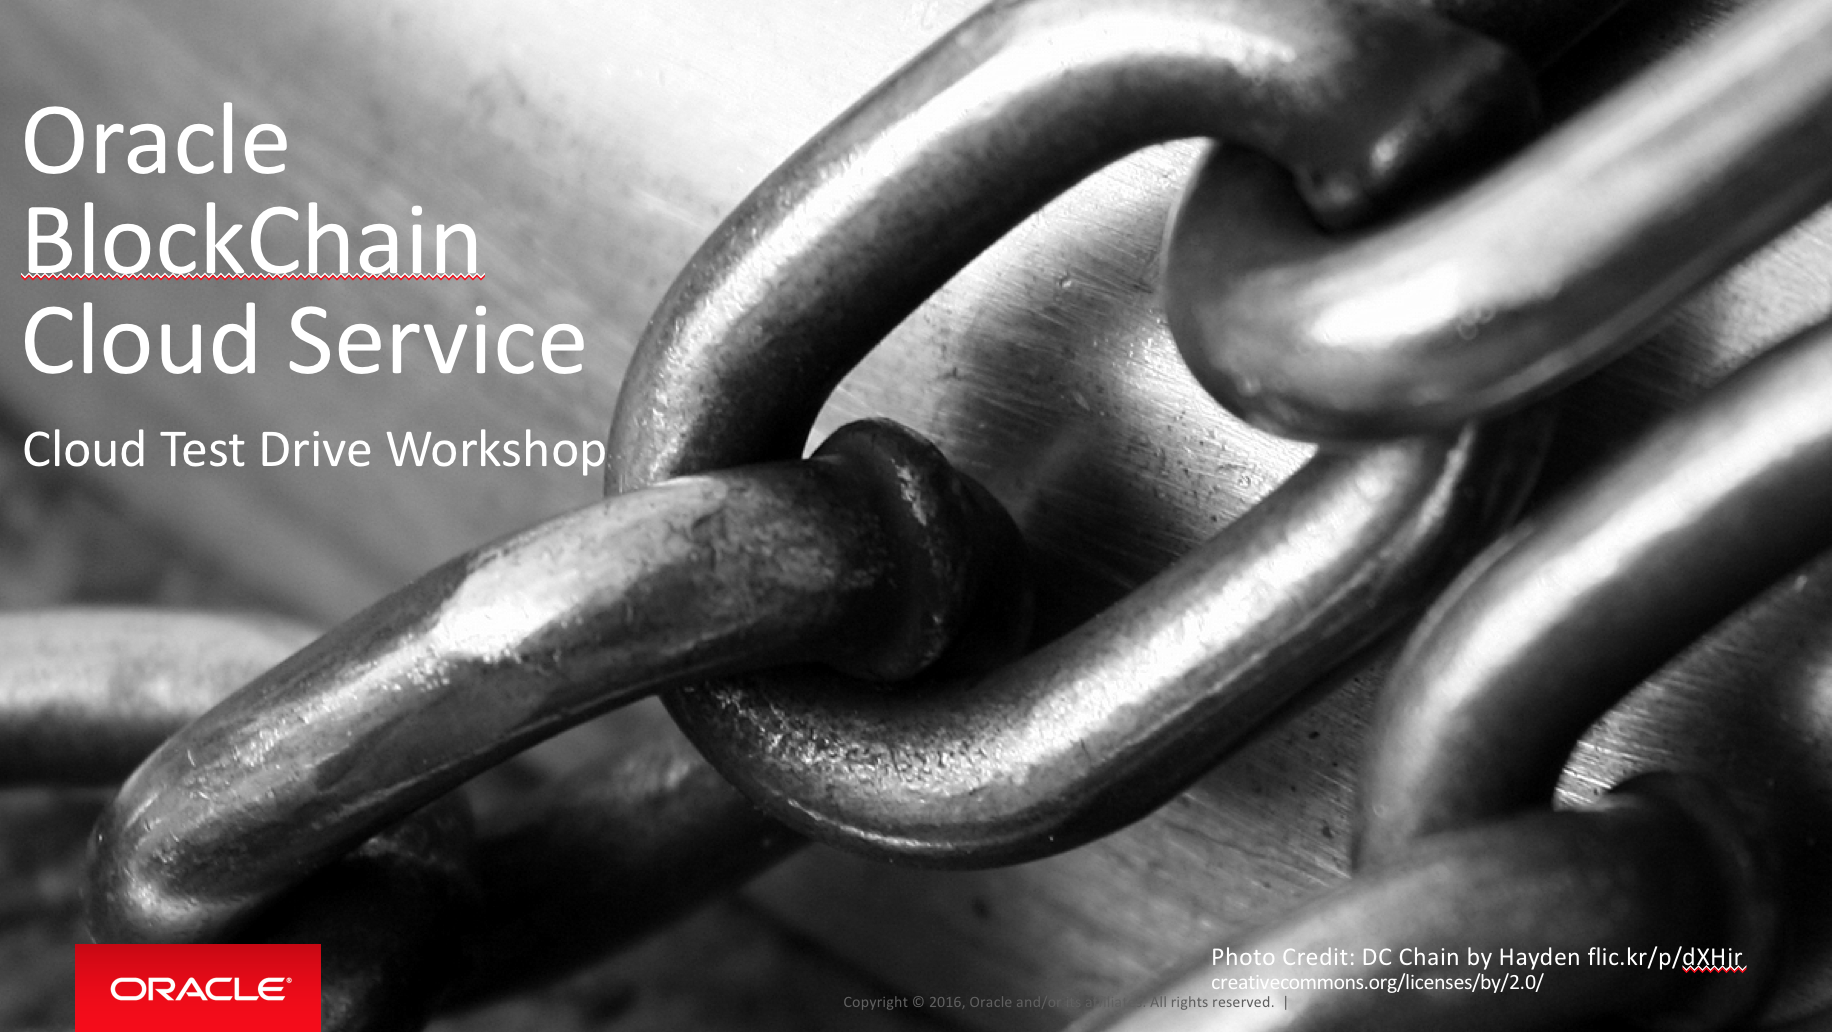 Oracle
BlockChain
Cloud Service
Cloud Test Drive Workshop
Photo Credit: DC Chain by Hayden flic.kr/p/dXHjr
creativecommons.org/licenses/by/2.0/
ORACLE®
Copyright © 2016, Oracle and/or its affiliates. All rights reserved. |